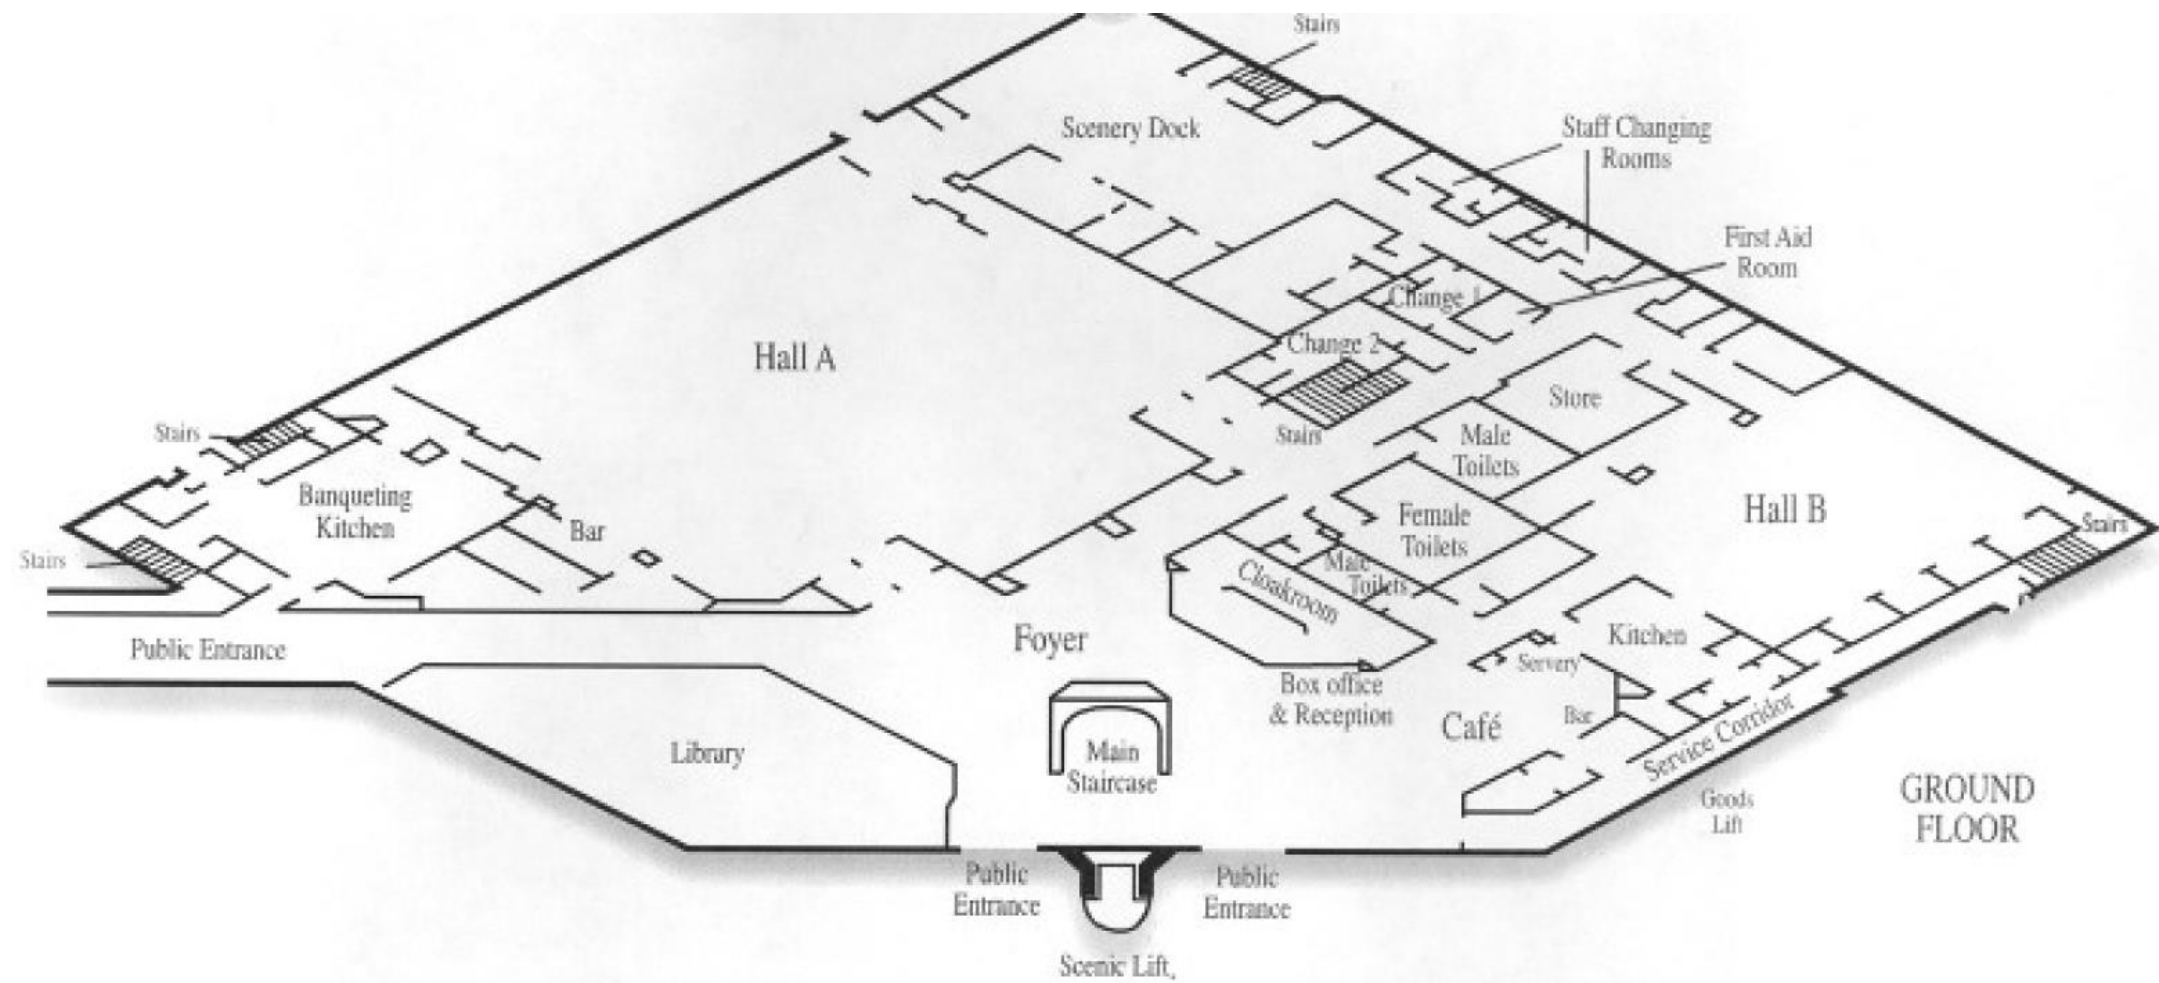 Stairs
Scenery Dock
Staff Changing
Rooms
First Aid
Room
Change 1
Change 2
Hall A
Store
Stairs
Stairs
Male
Toilets
Banqueting
Kitchen
Bar
Female
Toilets
Hall B
Stairs
Stairs
Male
Toilets
Cloakroom
Foyer
Kitchen
Servery
Public Entrance
Box office
& Reception
Café
Bar
Library
Main
Staircase
Service Corridor
Goods
Lift
GROUND
FLOOR
Public
Entrance
Public
Entrance
Scenic Lift